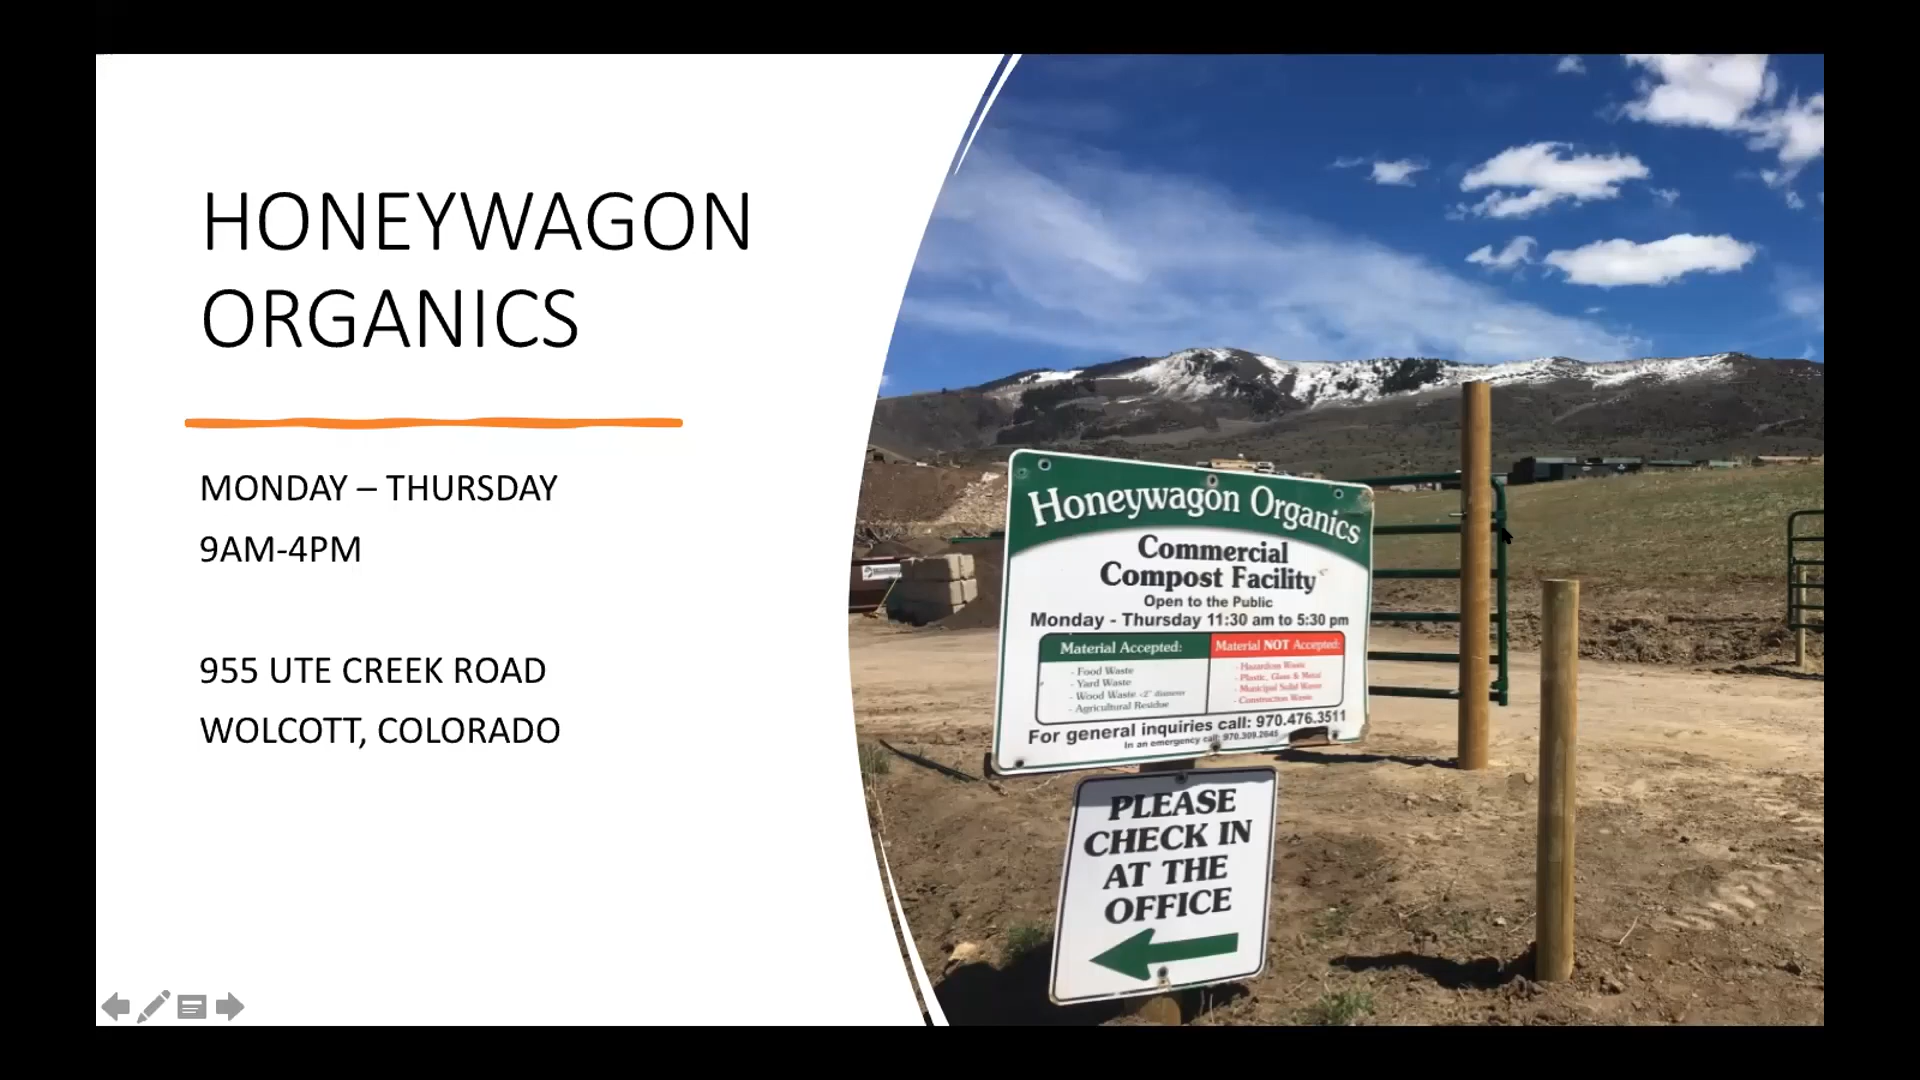 HONEYWAGON
ORGANICS
MONDAY – THURSDAY
9AM-4PM
955 UTE CREEK ROAD
WOLCOTT, COLORADO
Honeywagon Organics
Commercial
Compost Facility
Open to the Public
Monday - Thursday 11:30 am to 5:30 pm
Material Accepted:
- Food Waste
- Yard Waste
- Wood Waste <2" diameter
- Agricultural Residue
Material NOT Accepted:
- Hazardous Waste
- Plastic, Glass & Metal
- Municipal Solid Waste
- Construction Waste
For general inquiries call: 970.476.3511
In an emergency call: 970.309.2645
PLEASE
CHECK IN
AT THE
OFFICE